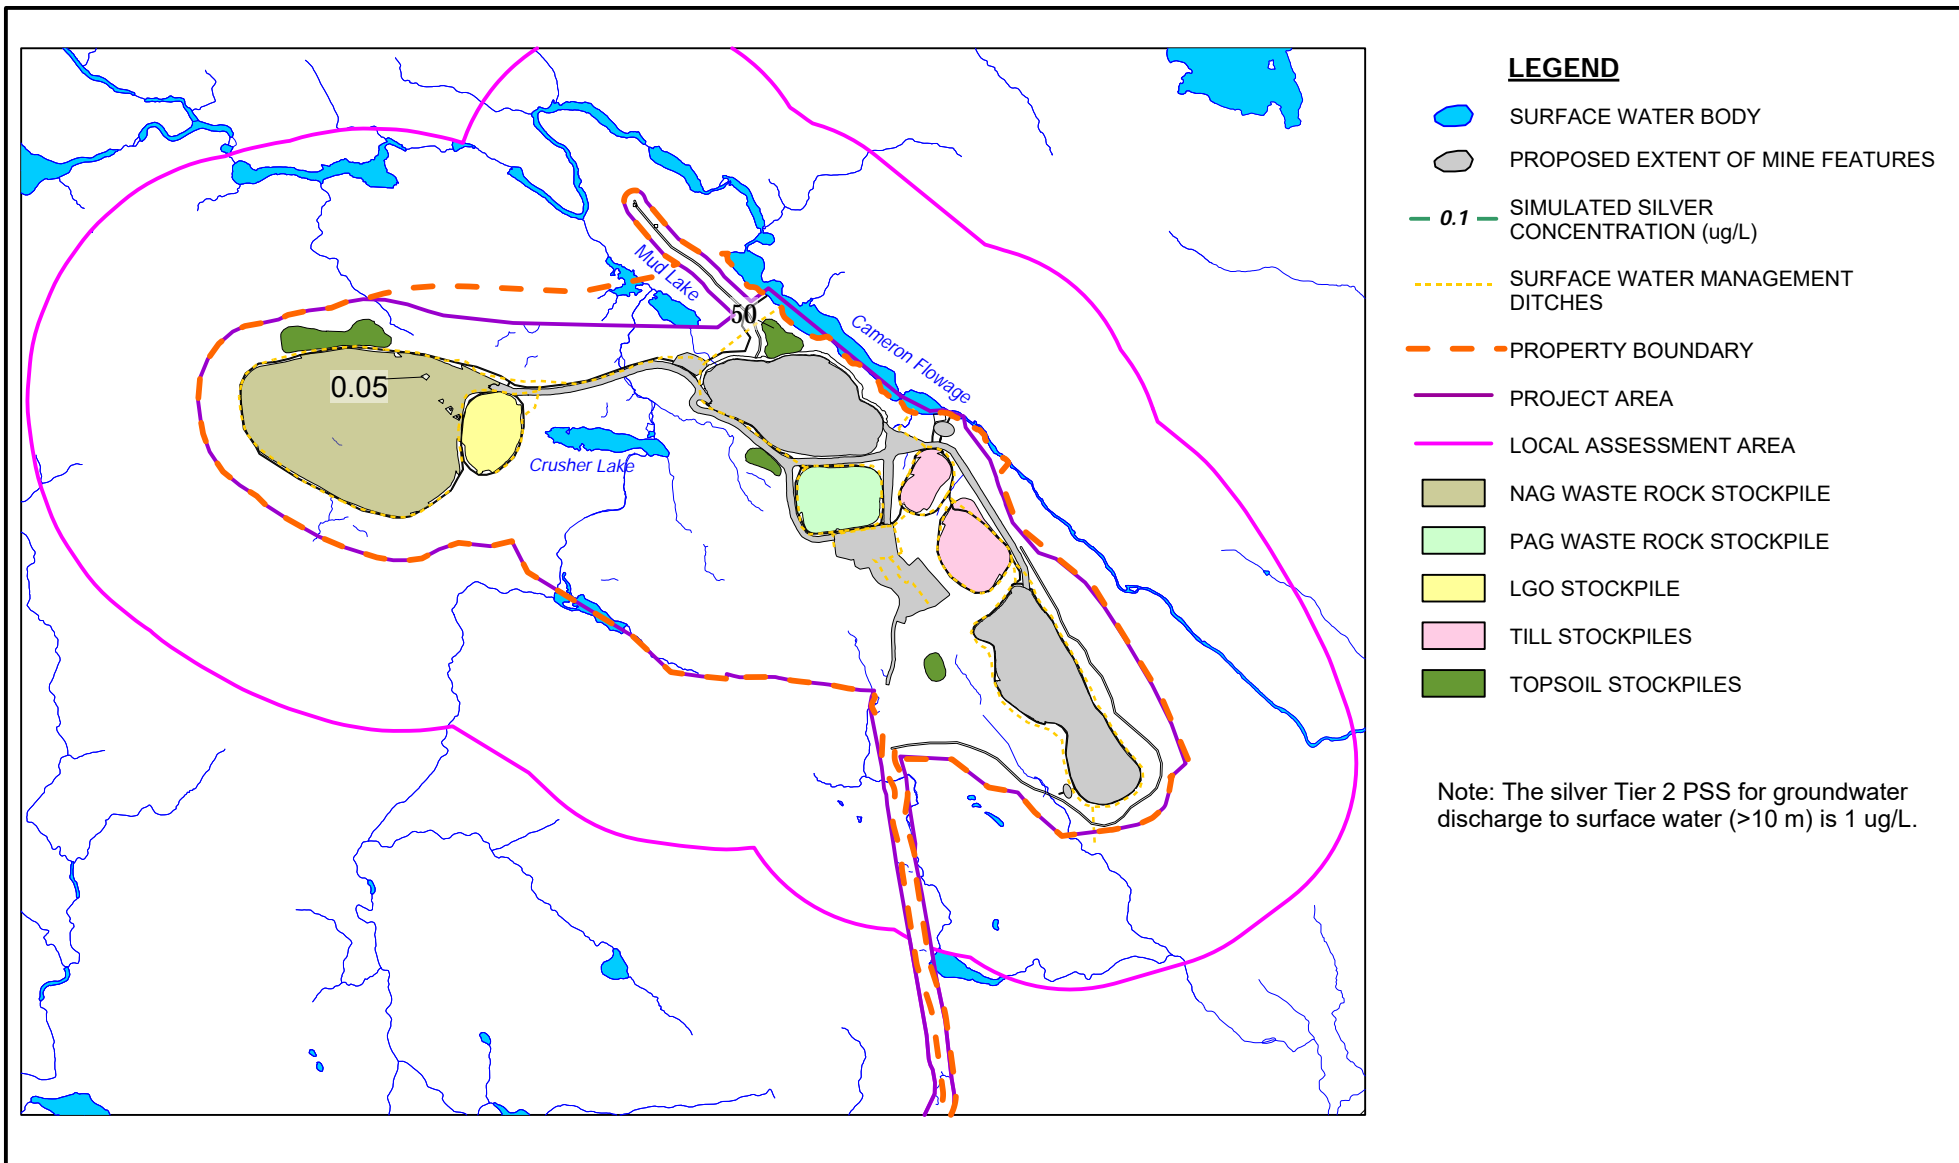 LEGEND
SURFACE WATER BODY
PROPOSED EXTENT OF MINE FEATURES
0.1
SIMULATED SILVER
CONCENTRATION (ug/L)
SURFACE WATER MANAGEMENT
DITCHES
PROPERTY BOUNDARY
PROJECT AREA
LOCAL ASSESSMENT AREA
NAG WASTE ROCK STOCKPILE
PAG WASTE ROCK STOCKPILE
LGO STOCKPILE
TILL STOCKPILES
TOPSOIL STOCKPILES
Note: The silver Tier 2 PSS for groundwater
discharge to surface water (>10 m) is 1 ug/L.
Mud Lake
50
Cameron Flowage
0.05
Crusher Lake